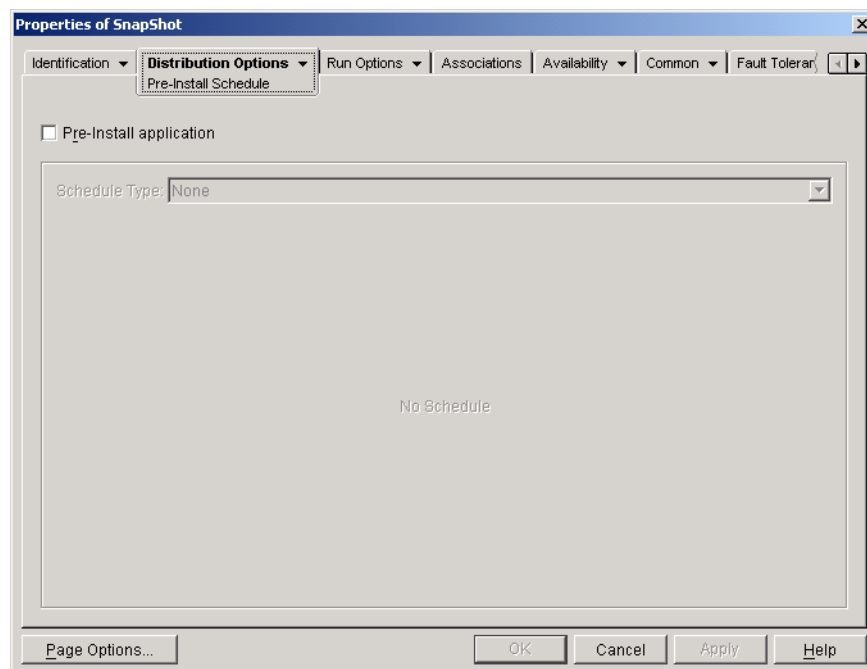 Properties of SnapShot
Identification Distribution Options Run Options Associations Availability Common Fault Toleran
Pre-Install Schedule
Pre-Install application
Schedule Type: None
No Schedule
Page Options... OK Cancel Apply Help